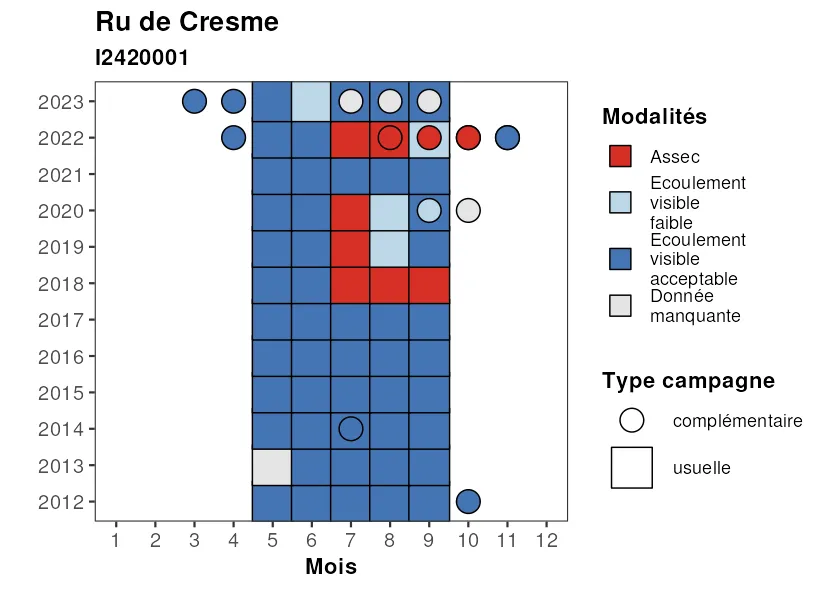 Ru de Cresme
I2420001
2023
2022
2021
2020
2019
2018
2017
2016
2015
2014
2013
2012
1 2 3 4 5 6 7 8 9 10 11 12
Mois
Modalités
Assec
Ecoulement
visible
faible
Ecoulement
visible
acceptable
Donnée
manquante
Type campagne
complémentaire
usuelle